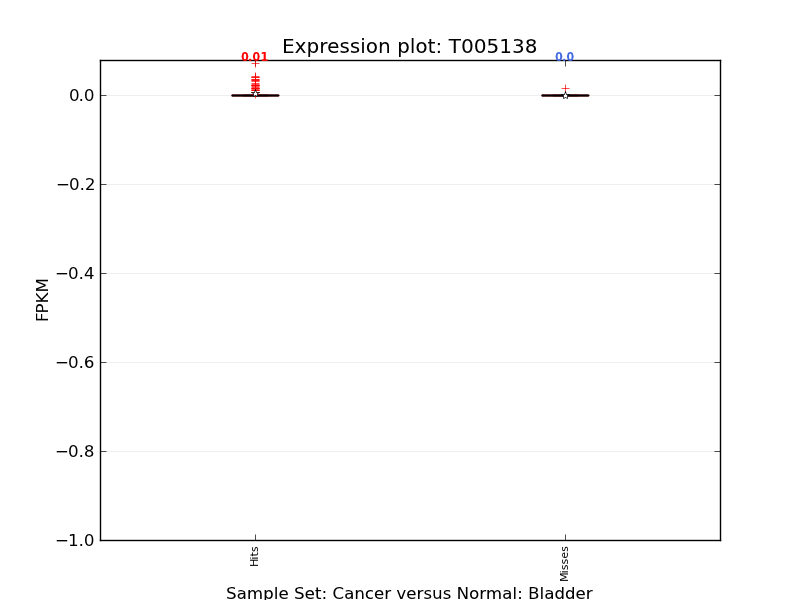 Expression plot: T005138
0.01
0.0
0.0
−0.2
−0.4
−0.6
−0.8
−1.0
FPKM
Hits
Misses
Sample Set: Cancer versus Normal: Bladder